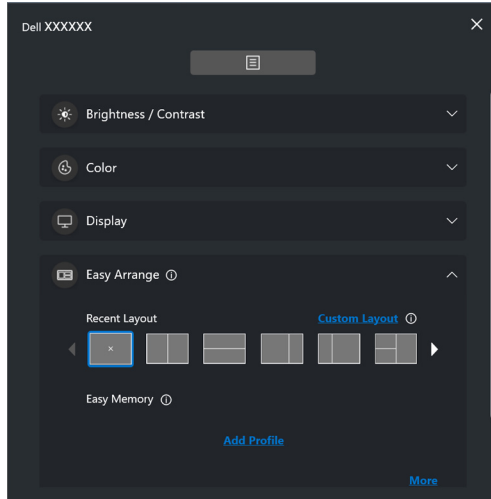 Dell XXXXXX
Brightness / Contrast
Color
Display
Easy Arrange
Recent Layout Custom Layout
Easy Memory
Add Profile
More